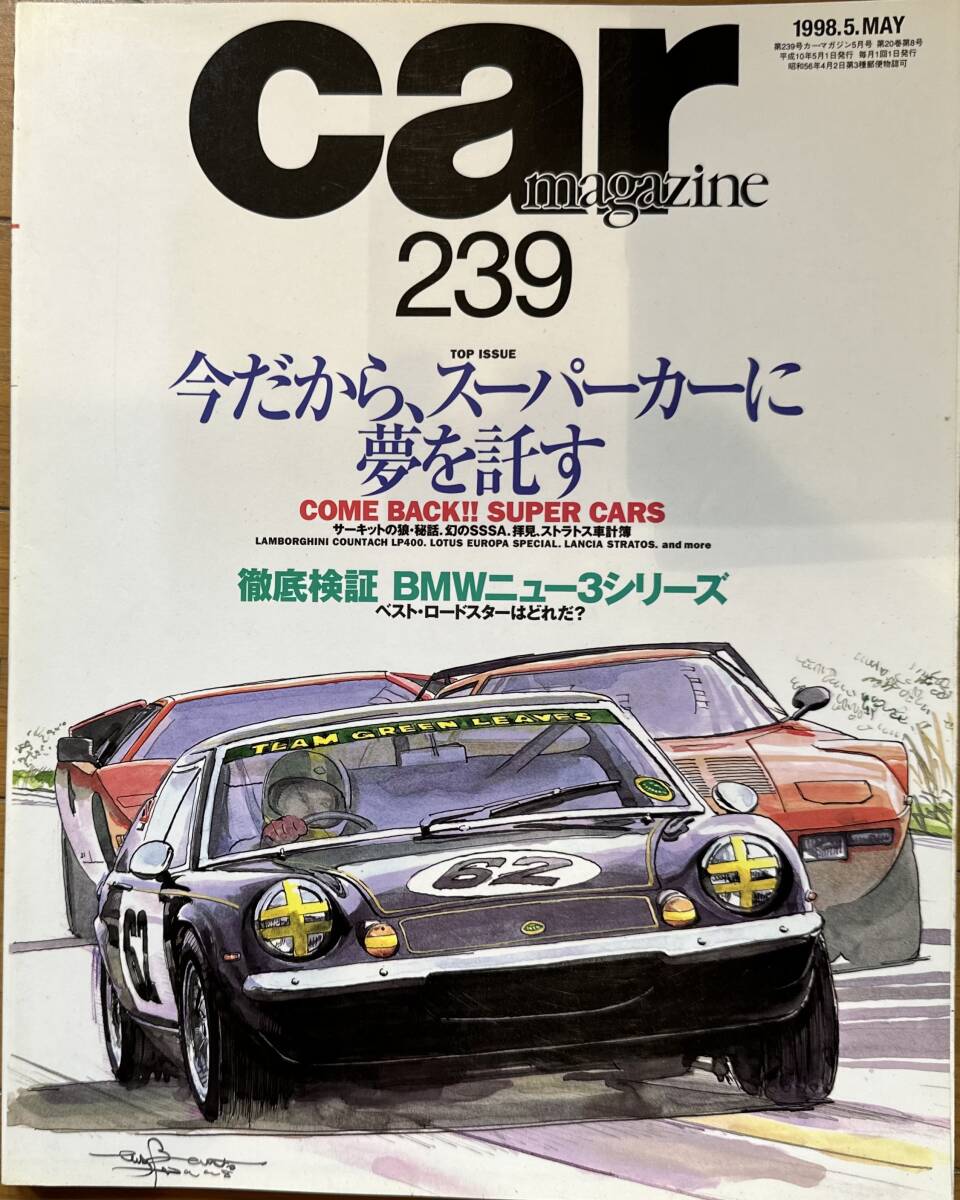 car
magazine
1998.5.MAY
第239号カー・マガジン5月号 第20巻第8号
平成10年5月1日発行 毎月1回1日発行
昭和56年4月2日第3種郵便物認可
239
TOP ISSUE
今だから、スーパーカーに
夢を託す
COME BACK!! SUPER CARS
サーキットの狼・秘話. 幻のSSSA. 拝見、ストラトス車計簿
LAMBORGHINI COUNTACH LP400. LOTUS EUROPA SPECIAL. LANCIA STRATOS. and more
徹底検証 BMWニュー3シリーズ
ベスト・ロードスターはどれだ?
TEAM GREEN LEAVES
62
62